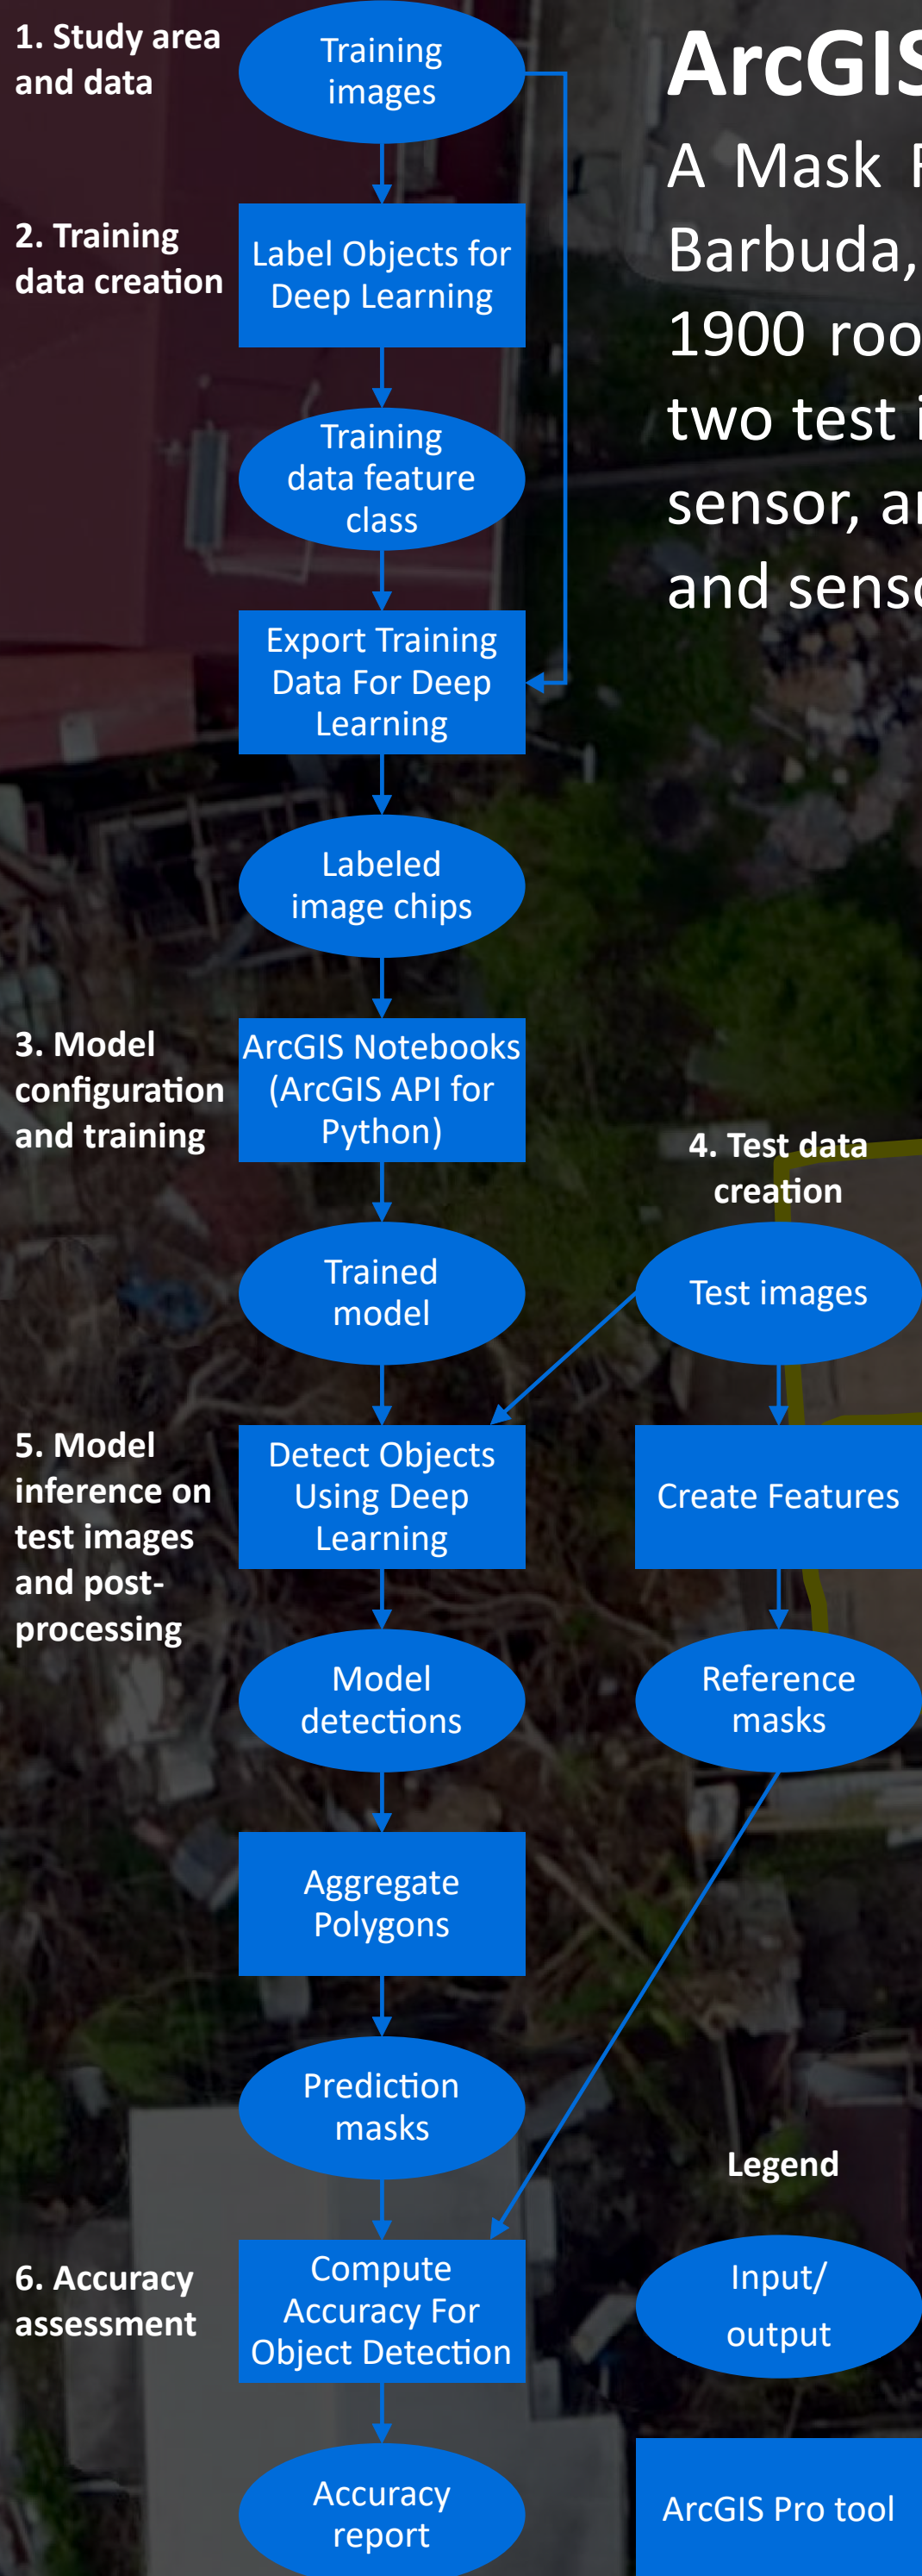 1. Study area
and data
Training
images
2. Training
data creation
Label Objects for
Deep Learning
Training
data feature
class
Export Training
Data For Deep
Learning
Labeled
image chips
3. Model
configuration
and training
ArcGIS Notebooks
(ArcGIS API for
Python)
Trained
model
5. Model
inference on
test images
and post-
processing
Detect Objects
Using Deep
Learning
Model
detections
Aggregate
Polygons
Prediction
masks
6. Accuracy
assessment
Compute
Accuracy For
Object Detection
Accuracy
report
ArcGIS
A Mask
Barbuda,
1900
two test
sensor,
and
4. Test data
creation
Test images
Create Features
Reference
masks
Legend
Input/
output
ArcGIS Pro tool